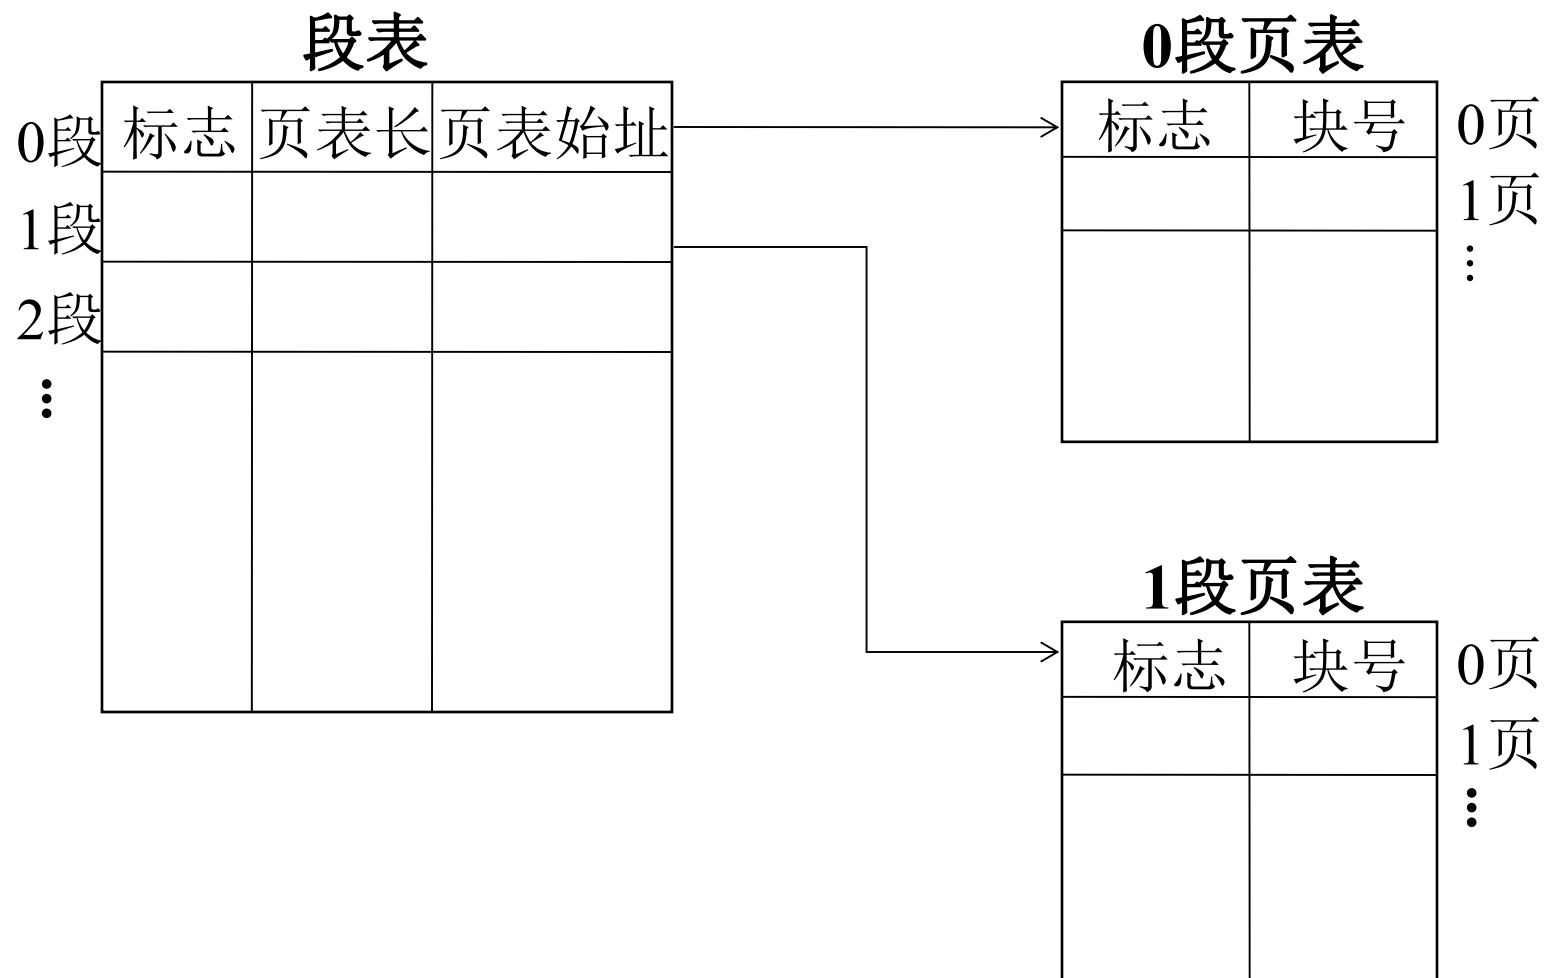 段表
0段 标志 页表长 页表始址
1段
2段
⋮
0段页表
标志 块号 0页
1页
⋮
1段页表
标志 块号 0页
1页
⋮